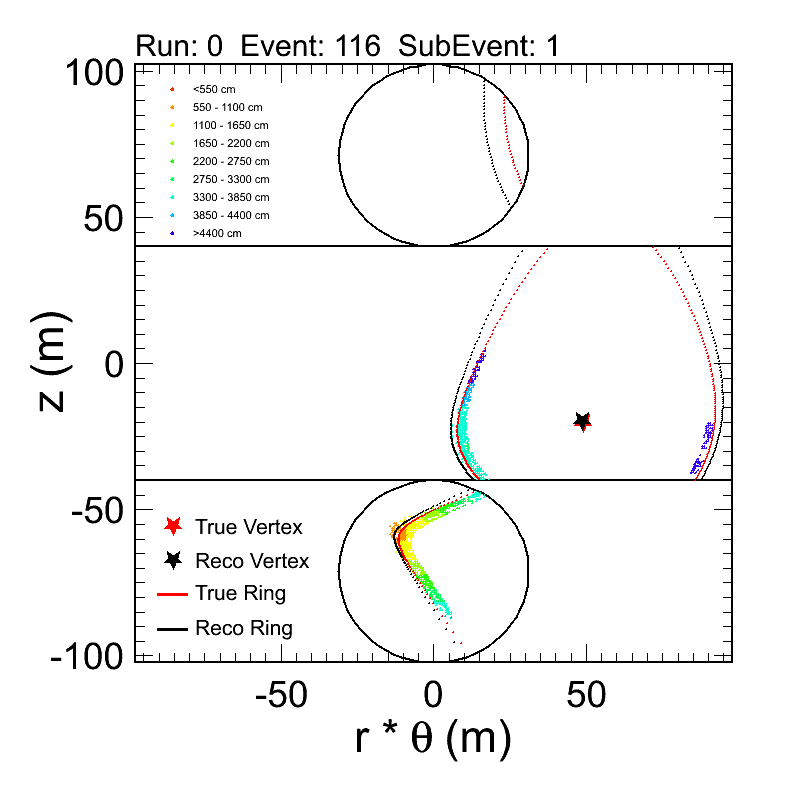 Run: 0 Event: 116 SubEvent: 1
100
<550 cm
550 - 1100 cm
1100 - 1650 cm
1650 - 2200 cm
2200 - 2750 cm
2750 - 3300 cm
3300 - 3850 cm
3850 - 4400 cm
>4400 cm
50
z (m)
0
-50
True Vertex
Reco Vertex
True Ring
Reco Ring
-100
-50 0 50
r * θ (m)